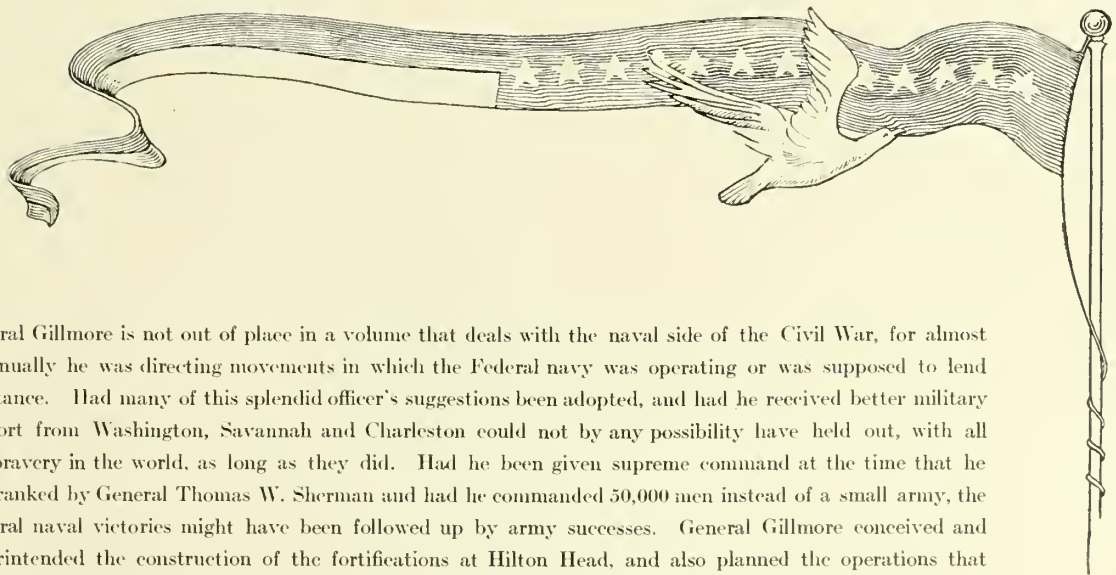 ral Gillmore is not out of place in a volume that deals with the naval side of the Civil War, for almost
nually he was directing movements in which the Federal navy was operating or was supposed to lend
tance. Had many of this splendid officer's suggestions been adopted, and had he received better military
ort from Washington, Savannah and Charleston could not by any possibility have held out, with all
bravery in the world, as long as they did. Had he been given supreme command at the time that he
ranked by General Thomas W. Sherman and had he commanded 50,000 men instead of a small army, the
ral naval victories might have been followed up by army successes. General Gillmore conceived and
rintended the construction of the fortifications at Hilton Head, and also planned the operations that